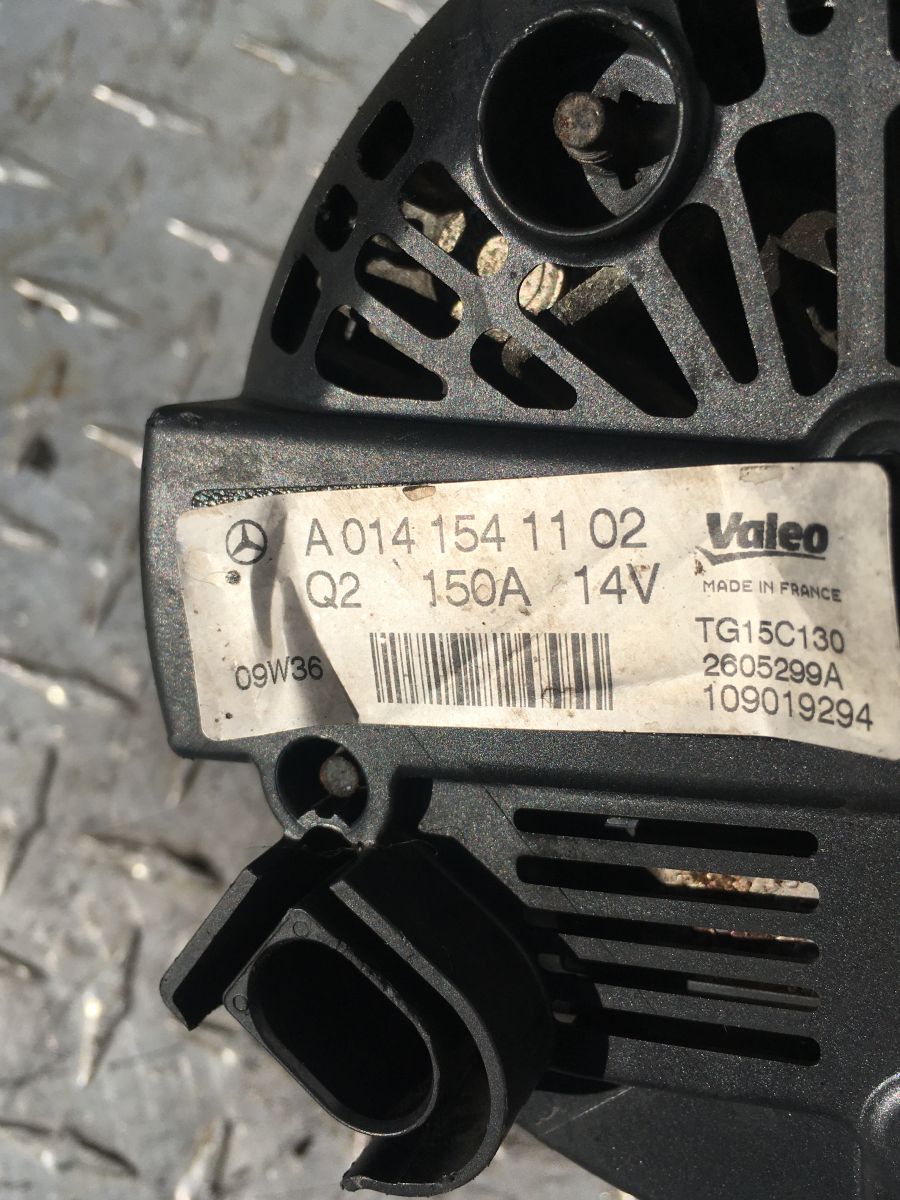 A 014 154 11 02
Q2 150A 14V
09W36
Valeo
MADE IN FRANCE
TG15C130
2605299A
109019294